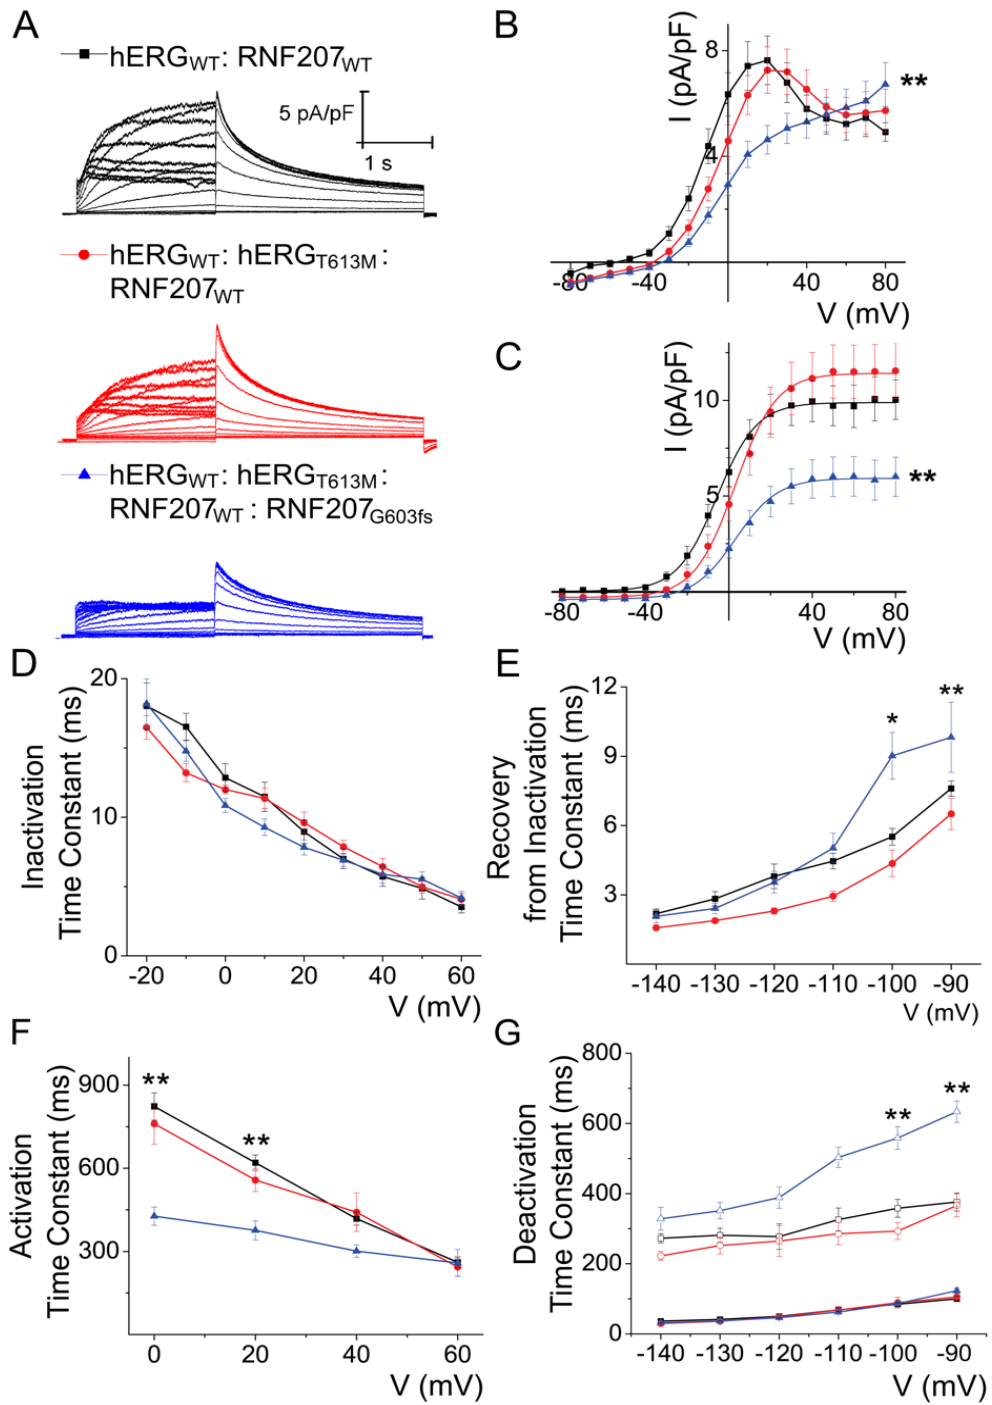 A
hERGWT: RNF207WT
5 pA/pF
1 s
hERGWT: hERGT613M:
RNF207WT
hERGWT: hERGT613M:
RNF207WT: RNF207G603fs
B
I (pA/pF)
8
4
-80 -40 40 80
V (mV)
**
C
I (pA/pF)
10
5
-80 -40 0 40 80
V (mV)
**
D
Inactivation
Time Constant (ms)
20
10
0
-20 0 20 40 60
V (mV)
E
Recovery
from Inactivation
Time Constant (ms)
12
9
6
3
* **
-140 -130 -120 -110 -100 -90
V (mV)
F
Activation
Time Constant (ms)
900
600
300
** **
0 20 40 60
V (mV)
G
Deactivation
Time Constant (ms)
800
600
400
200
0
** **
-140 -130 -120 -110 -100 -90
V (mV)